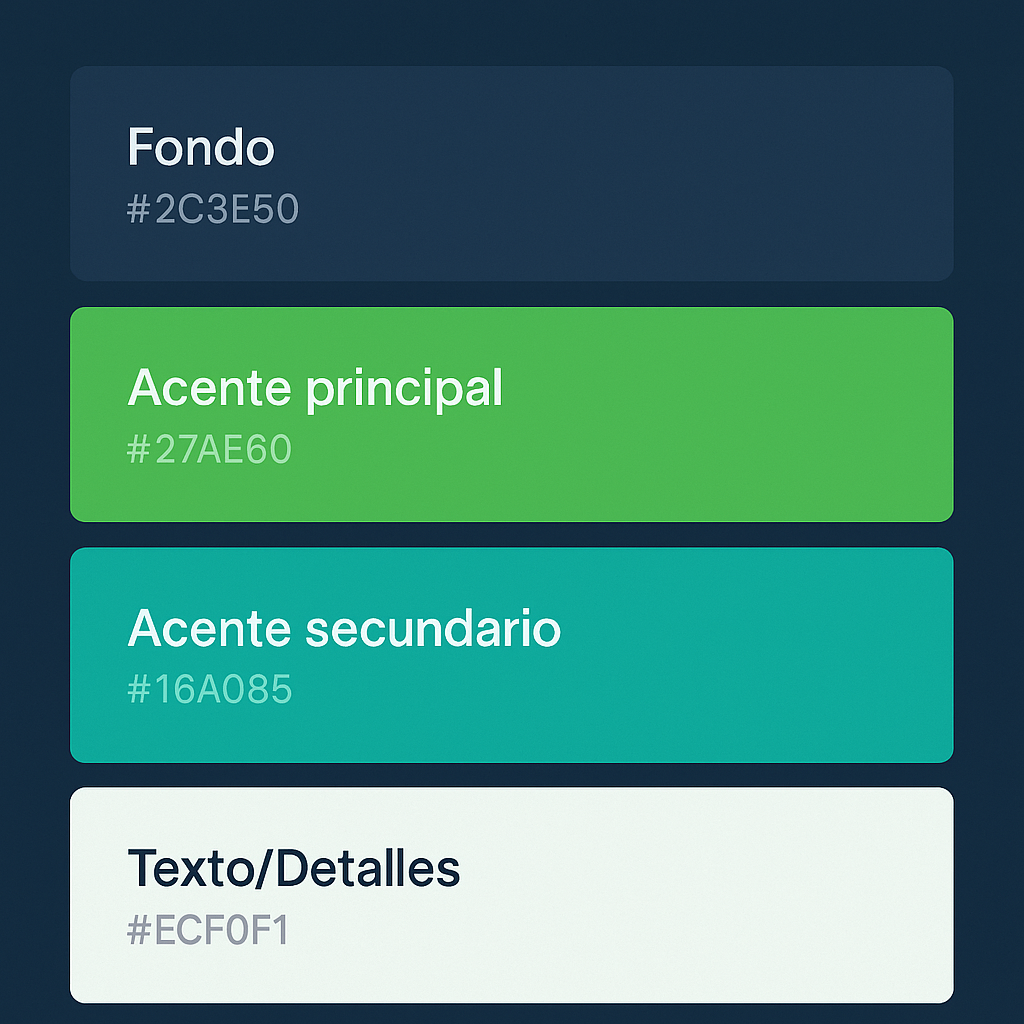 Fondo
#2C3E50
Acente principal
#27AE60
Acente secundario
#16A085
Texto/Detalles
#ECF0F1